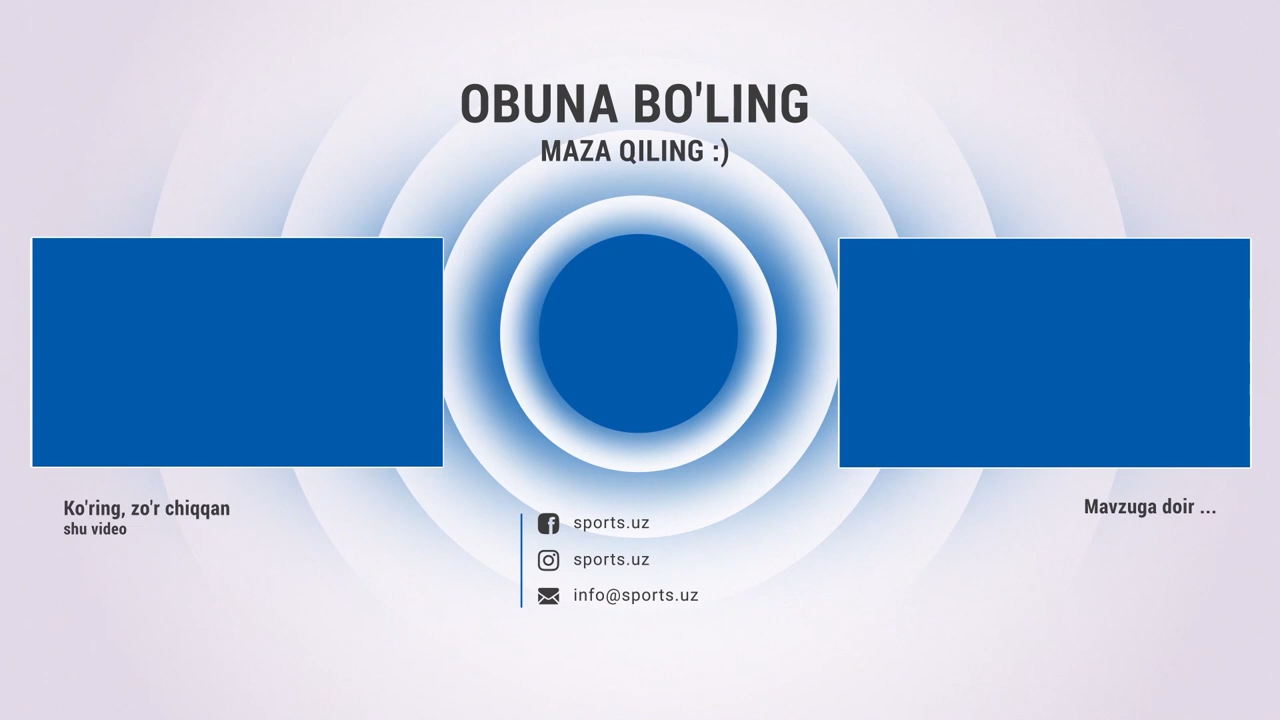 OBUNA BO'LING
MAZA QILING :)
Ko'ring, zo'r chiqqan
shu video
Mavzuga doir ...
sports.uz
sports.uz
info@sports.uz